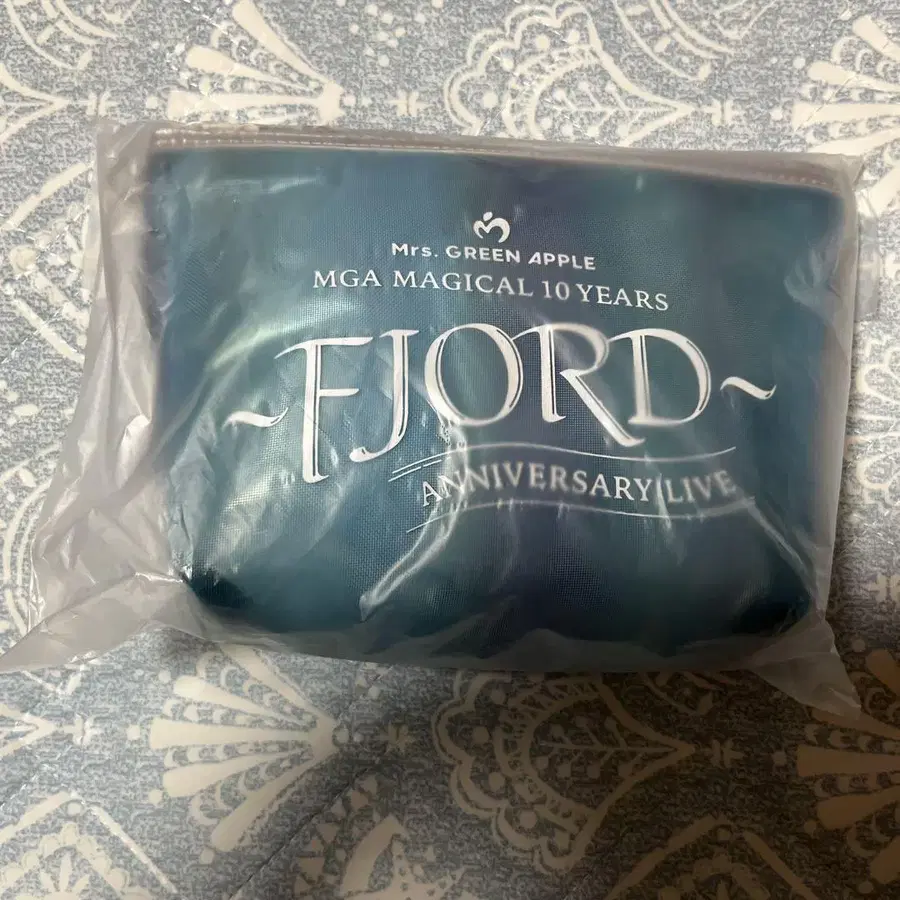 Mrs. GREEN APPLE
MGA MAGICAL 10 YEARS
~FJORD~
ANNIVERSARY LIVE